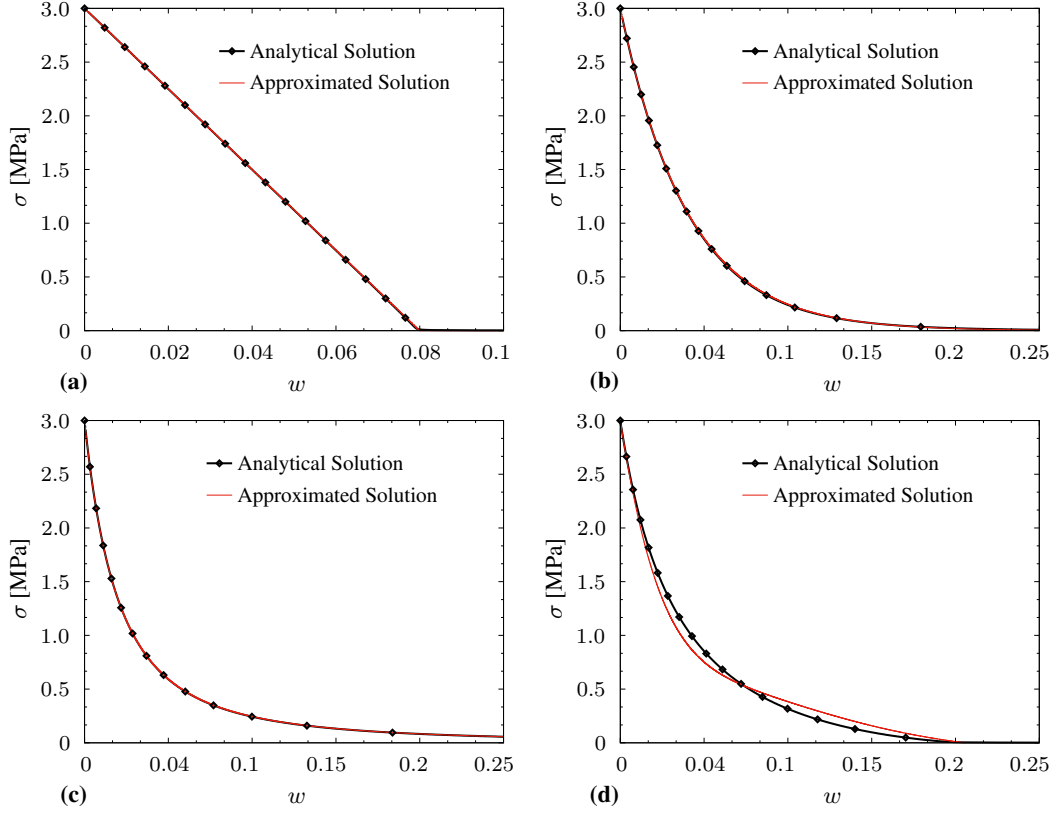 3.0
2.5
2.0
1.5
1.0
0.5
0
σ [MPa]
Analytical Solution
Approximated Solution
0 0.02 0.04 0.06 0.08 0.1
(a) w
3.0
2.5
2.0
1.5
1.0
0.5
0
σ [MPa]
Analytical Solution
Approximated Solution
0 0.04 0.1 0.15 0.2 0.25
(b) w
3.0
2.5
2.0
1.5
1.0
0.5
0
σ [MPa]
Analytical Solution
Approximated Solution
0 0.04 0.1 0.15 0.2 0.25
(c) w
3.0
2.5
2.0
1.5
1.0
0.5
0
σ [MPa]
Analytical Solution
Approximated Solution
0 0.04 0.1 0.15 0.2 0.25
(d) w